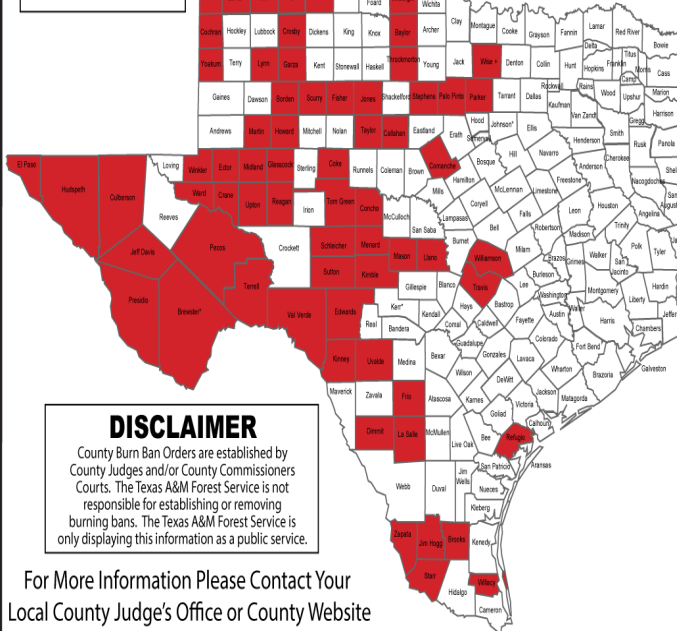 Foard
Wichita
Cochran Hockley Lubbock Crosby Dickens King Knox Baylor Archer Clay Montague Cooke Grayson Fannin Lamar Red River
Delta Titus Bowie
Yoakum Terry Lynn Garza Kent Stonewall Haskell Throckmorton Young Jack Wise + Denton Collin Hunt Hopkins Franklin Morris Cass
Camp
Gaines Dawson Borden Scurry Fisher Jones Shackelford Stephens Palo Pinto Parker Tarrant Dallas Rockwall Kaufman Rains Wood Upshur Marion
Van Zandt Gregg Harrison
Andrews Martin Howard Mitchell Nolan Taylor Callahan Eastland Erath Hood Somervell Johnson* Ellis Henderson Smith Rusk Panola
El Paso Hudspeth Culberson Loving Winkler Ector Midland Glasscock Sterling Coke Runnels Coleman Brown Comanche Hamilton Bosque Hill Navarro Freestone Anderson Cherokee Nacogdoches
Ward Crane Upton Reagan Irion Tom Green Concho McCulloch San Saba Mills Lampasas Coryell McLennan Limestone Falls Leon Houston Angelina
Reeves Trinity
Jeff Davis Pecos Crockett Schleicher Menard Mason Llano Burnet Bell Williamson Milam Robertson Madison Brazos Grimes Walker Polk Tyler
San Jacinto
Presidio Brewster* Terrell Val Verde Sutton Kimble Gillespie Blanco Travis Burleson Lee Washington Montgomery Liberty Hardin
Edwards Real Kerr* Kendall Bandera Hays Comal Caldwell Bastrop Fayette Austin Waller Harris Chambers
Kinney Uvalde Medina Bexar Guadalupe Gonzales Lavaca Colorado Fort Bend Wharton Brazoria Galveston
Maverick Zavala Frio Atascosa Wilson Karnes DeWitt Jackson Matagorda
Victoria Goliad Calhoun
Dimmit La Salle McMullen Live Oak Bee Refugio
San Patricio Aransas
Webb Duval Jim Wells Nueces
Kleberg
Zapata Jim Hogg Brooks Kenedy
Starr Hidalgo Willacy
Cameron
DISCLAIMER
County Burn Ban Orders are established by
County Judges and/or County Commissioners
Courts. The Texas A&M Forest Service is not
responsible for establishing or removing
burning bans. The Texas A&M Forest Service is
only displaying this information as a public service.
For More Information Please Contact Your
Local County Judge's Office or County Website